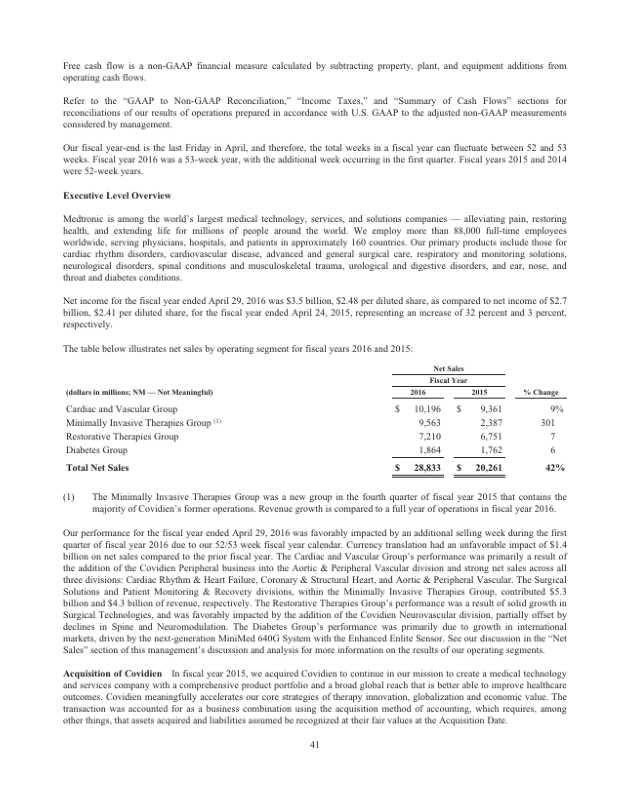 Free cash flow is a non-GAAP financial measure calculated by subtracting property, plant, and equipment additions from
operating cash flows.
Refer to the “GAAP to Non-GAAP Reconciliation,” “Income Taxes,” and “Summary of Cash Flows” sections for
reconciliations of our results of operations prepared in accordance with U.S. GAAP to the adjusted non-GAAP measurements
considered by management.
Our fiscal year-end is the last Friday in April, and therefore, the total weeks in a fiscal year can fluctuate between 52 and 53
weeks. Fiscal year 2016 was a 53-week year, with the additional week occurring in the first quarter. Fiscal years 2015 and 2014
were 52-week years.
Executive Level Overview
Medtronic is among the world’s largest medical technology, services, and solutions companies — alleviating pain, restoring
health, and extending life for millions of people around the world. We employ more than 88,000 full-time employees
worldwide, serving physicians, hospitals, and patients in approximately 160 countries. Our primary products include those for
cardiac rhythm disorders, cardiovascular disease, advanced and general surgical care, respiratory and monitoring solutions,
neurological disorders, spinal conditions and musculoskeletal trauma, urological and digestive disorders, and ear, nose, and
throat and diabetes conditions.
Net income for the fiscal year ended April 29, 2016 was $3.5 billion, $2.48 per diluted share, as compared to net income of $2.7
billion, $2.41 per diluted share, for the fiscal year ended April 24, 2015, representing an increase of 32 percent and 3 percent,
respectively.
The table below illustrates net sales by operating segment for fiscal years 2016 and 2015:
Net Sales
Fiscal Year
(dollars in millions; NM — Not Meaningful) 2016 2015 % Change
Cardiac and Vascular Group $ 10,196 $ 9,361 9%
Minimally Invasive Therapies Group (1) 9,563 2,387 301
Restorative Therapies Group 7,210 6,751 7
Diabetes Group 1,864 1,762 6
Total Net Sales $ 28,833 $ 20,261 42%
(1) The Minimally Invasive Therapies Group was a new group in the fourth quarter of fiscal year 2015 that contains the
majority of Covidien’s former operations. Revenue growth is compared to a full year of operations in fiscal year 2016.
Our performance for the fiscal year ended April 29, 2016 was favorably impacted by an additional selling week during the first
quarter of fiscal year 2016 due to our 52/53 week fiscal year calendar. Currency translation had an unfavorable impact of $1.4
billion on net sales compared to the prior fiscal year. The Cardiac and Vascular Group’s performance was primarily a result of
the addition of the Covidien Peripheral business into the Aortic & Peripheral Vascular division and strong net sales across all
three divisions: Cardiac Rhythm & Heart Failure, Coronary & Structural Heart, and Aortic & Peripheral Vascular. The Surgical
Solutions and Patient Monitoring & Recovery divisions, within the Minimally Invasive Therapies Group, contributed $5.3
billion and $4.3 billion of revenue, respectively. The Restorative Therapies Group’s performance was a result of solid growth in
Surgical Technologies, and was favorably impacted by the addition of the Covidien Neurovascular division, partially offset by
declines in Spine and Neuromodulation. The Diabetes Group’s performance was primarily due to growth in international
markets, driven by the next-generation MiniMed 640G System with the Enhanced Enlite Sensor. See our discussion in the “Net
Sales” section of this management’s discussion and analysis for more information on the results of our operating segments.
Acquisition of Covidien In fiscal year 2015, we acquired Covidien to continue in our mission to create a medical technology
and services company with a comprehensive product portfolio and a broad global reach that is better able to improve healthcare
outcomes. Covidien meaningfully accelerates our core strategies of therapy innovation, globalization and economic value. The
transaction was accounted for as a business combination using the acquisition method of accounting, which requires, among
other things, that assets acquired and liabilities assumed be recognized at their fair values at the Acquisition Date.
41